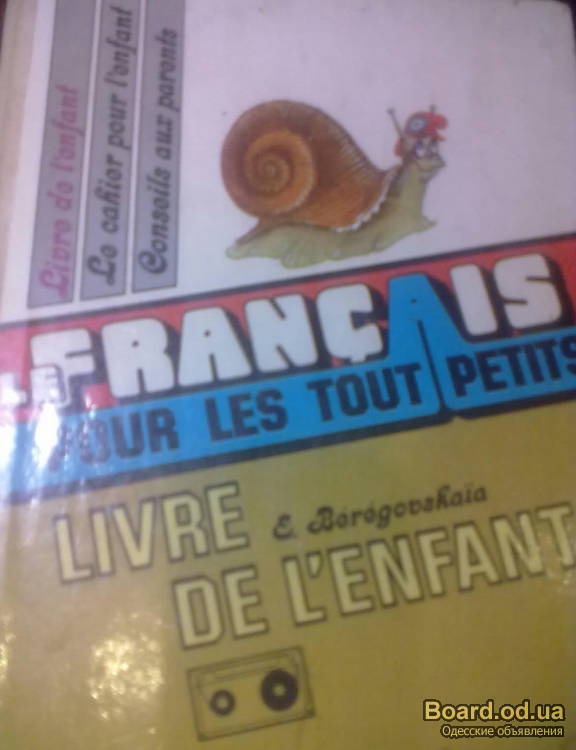 Livre de l'enfant
Le cahier pour l'enfant
Conseils aux parents
LE FRANÇAIS
POUR LES TOUT PETITS
LIVRE
E. Bérégovskaïa
DE L'ENFANT
Board.od.ua
Одесские объявления